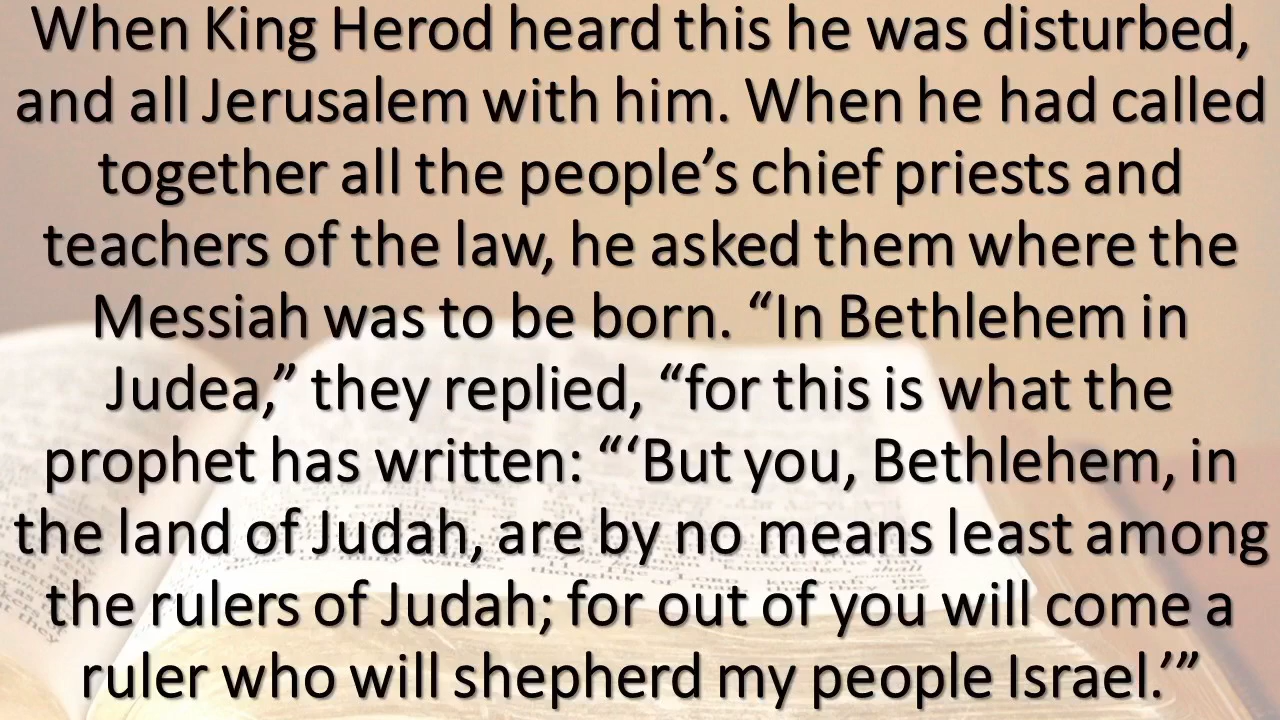 When King Herod heard this he was disturbed,
and all Jerusalem with him. When he had called
together all the people’s chief priests and
teachers of the law, he asked them where the
Messiah was to be born. “In Bethlehem in
Judea,” they replied, “for this is what the
prophet has written: “‘But you, Bethlehem, in
the land of Judah, are by no means least among
the rulers of Judah; for out of you will come a
ruler who will shepherd my people Israel.’”